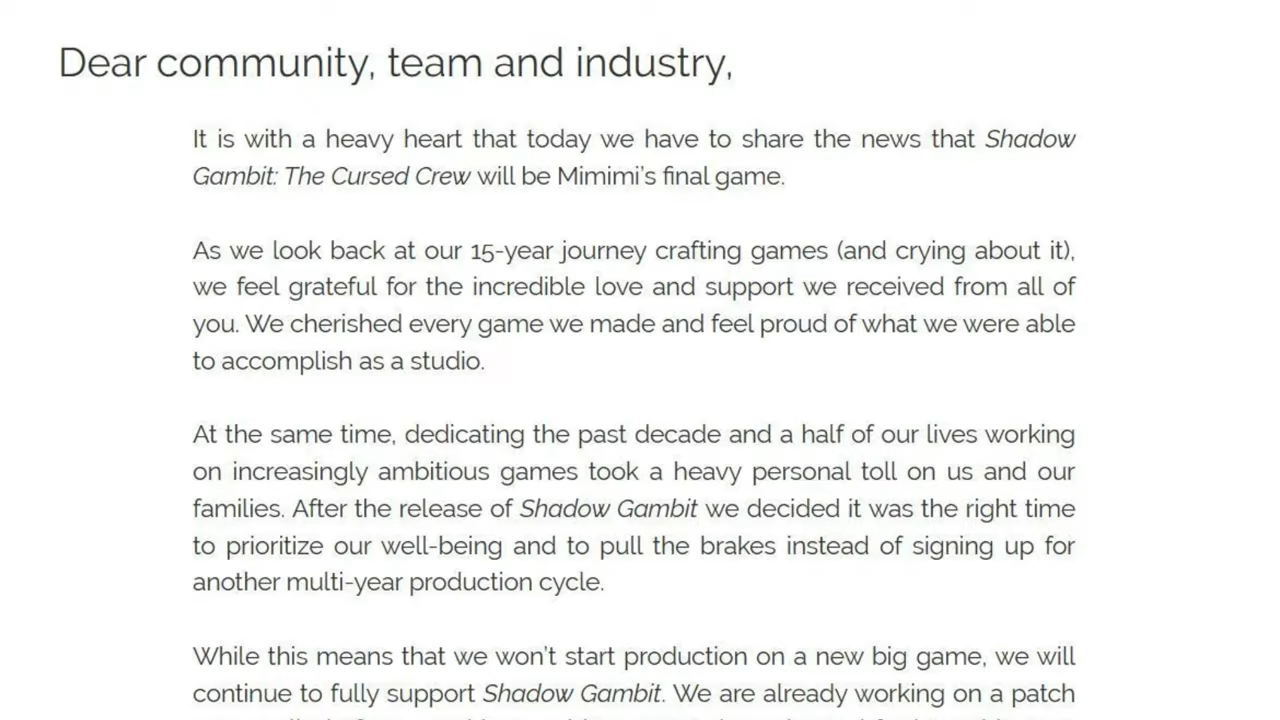 Dear community, team and industry,
It is with a heavy heart that today we have to share the news that Shadow
Gambit: The Cursed Crew will be Mimimi's final game.
As we look back at our 15-year journey crafting games (and crying about it),
we feel grateful for the incredible love and support we received from all of
you. We cherished every game we made and feel proud of what we were able
to accomplish as a studio.
At the same time, dedicating the past decade and a half of our lives working
on increasingly ambitious games took a heavy personal toll on us and our
families. After the release of Shadow Gambit we decided it was the right time
to prioritize our well-being and to pull the brakes instead of signing up for
another multi-year production cycle.
While this means that we won't start production on a new big game, we will
continue to fully support Shadow Gambit. We are already working on a patch